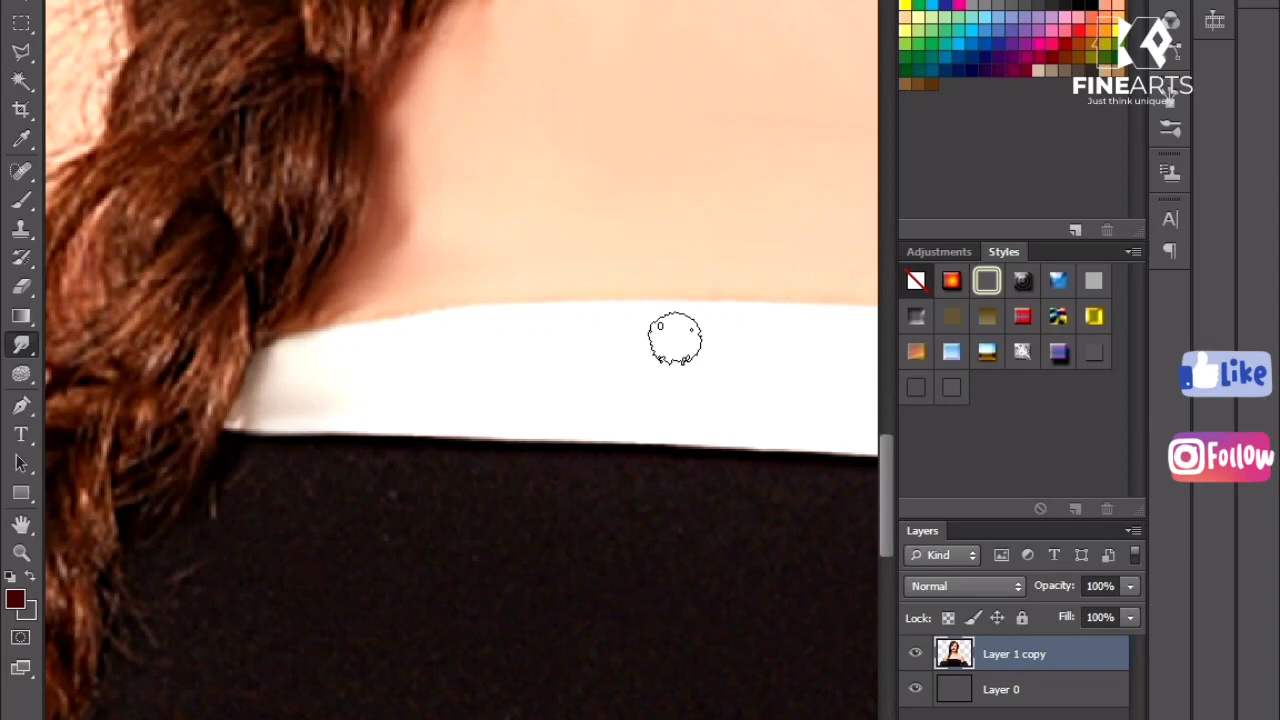 FINEARTS
Just think uniquely
Adjustments
Styles
Like
Follow
Layers
Kind
Normal
Opacity: 100%
Lock:
Fill: 100%
Layer 1 copy
Layer 0